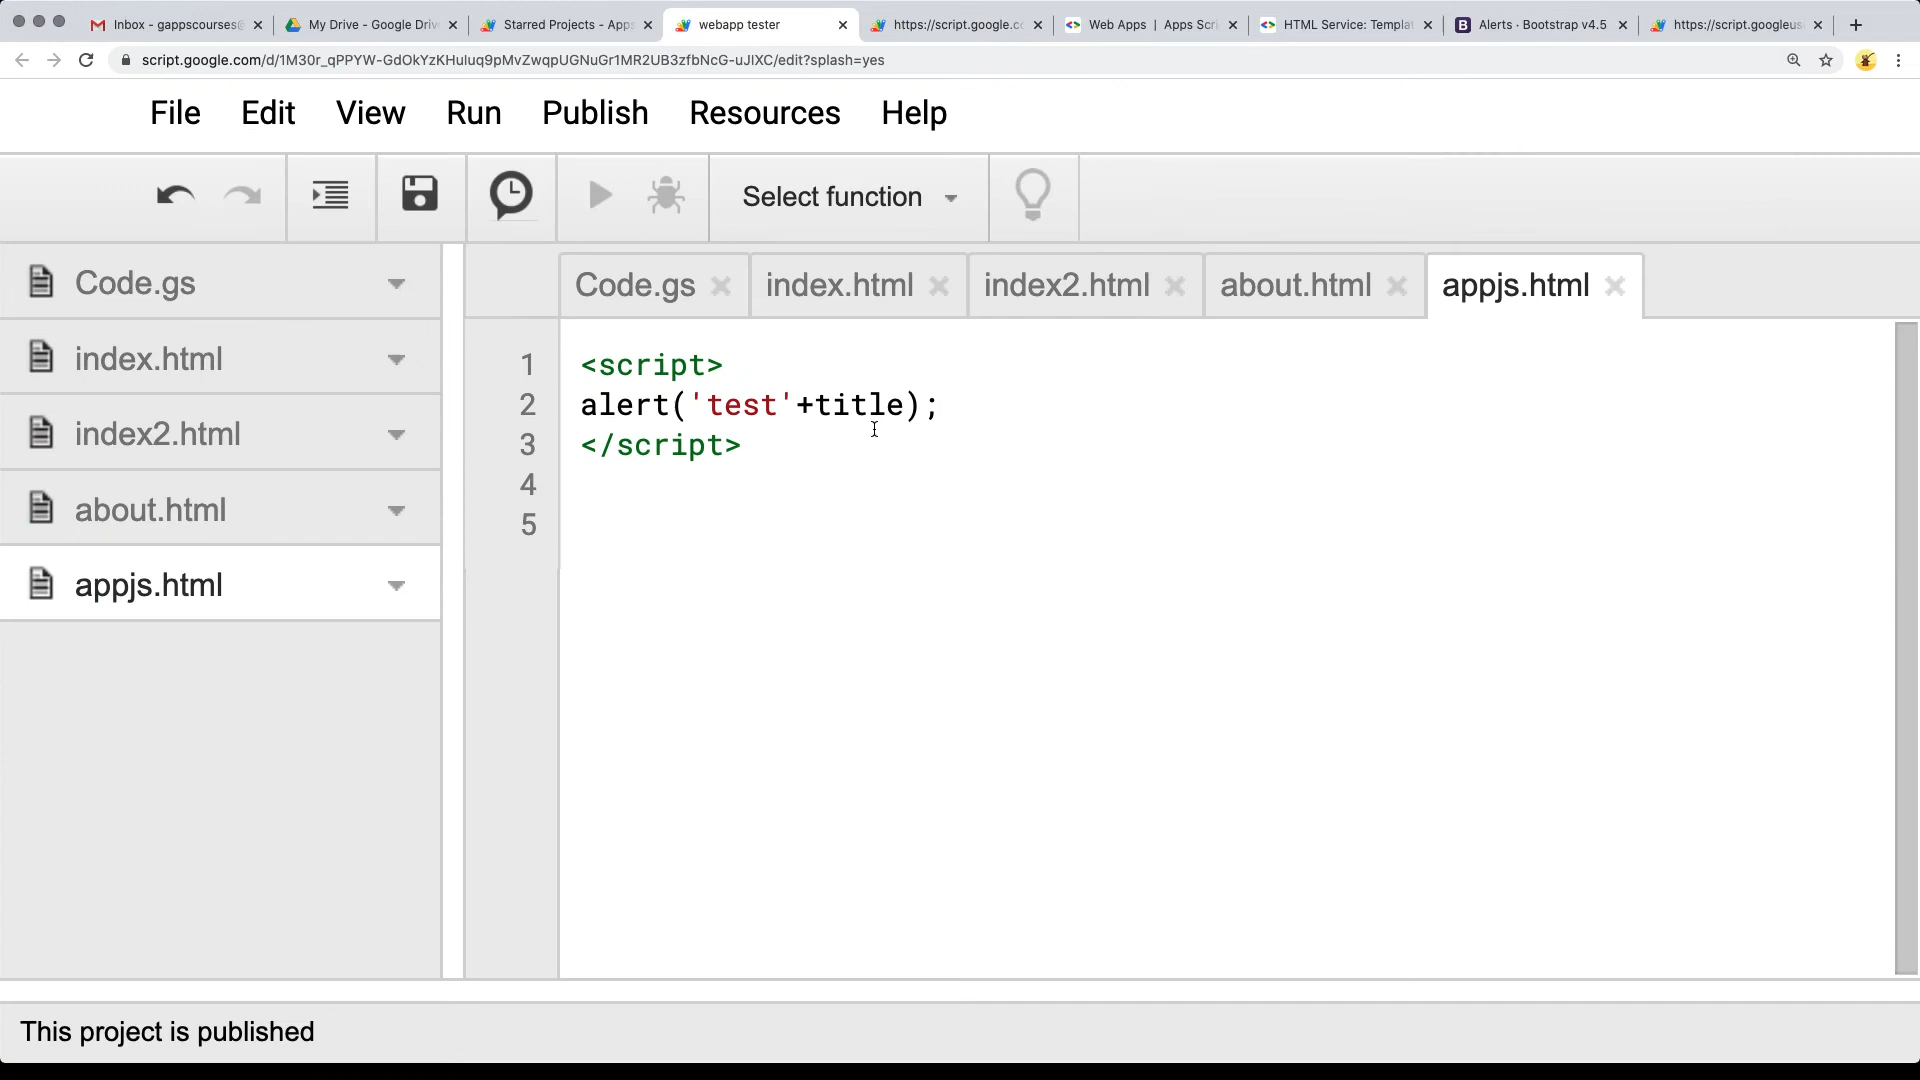 Inbox - gappscourses@
My Drive - Google Driv
Starred Projects - Apps
webapp tester
https://script.google.co
Web Apps | Apps Scri
HTML Service: Templat
Alerts · Bootstrap v4.5
https://script.googleus
script.google.com/d/1M30r_qPPYW-GdOkYzKHuluq9pMvZwqpUGNuGr1MR2UB3zfbNcG-uJIXC/edit?splash=yes
File Edit View Run Publish Resources Help
Select function
Code.gs
index.html
index2.html
about.html
appjs.html
Code.gs index.html index2.html about.html appjs.html
1 <script>
2 alert('test'+title);
3 </script>
4
5
This project is published